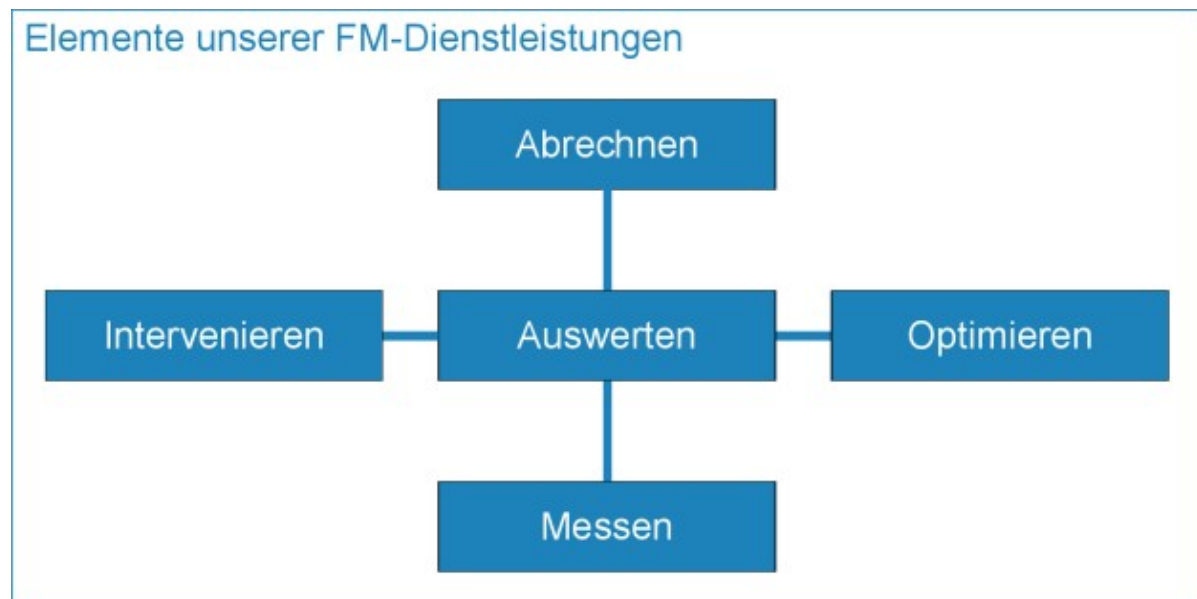 Elemente unserer FM-Dienstleistungen
Abrechnen
Intervenieren
Auswerten
Optimieren
Messen